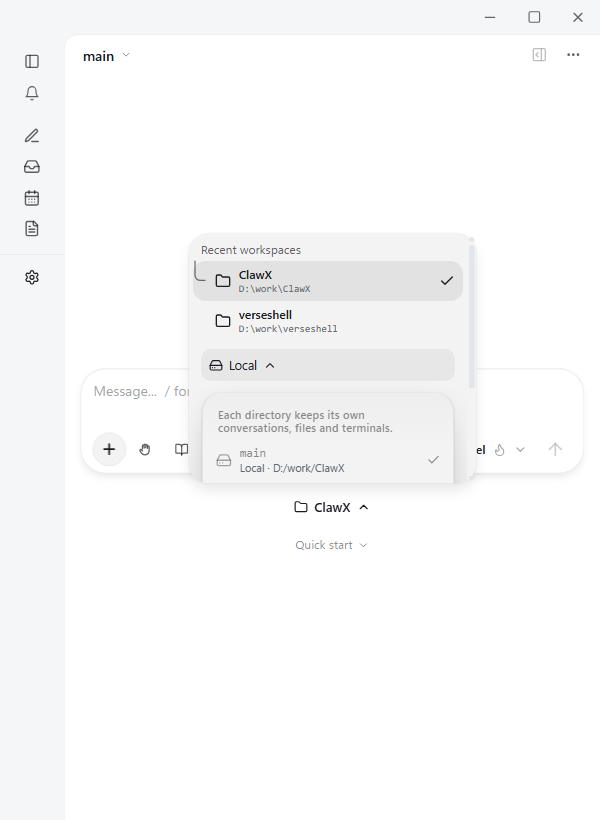 main
Recent workspaces
ClawX
D:\work\ClawX
verseshell
D:\work\verseshell
Local
Each directory keeps its own
conversations, files and terminals.
main
Local · D:/work/ClawX
Message... / for
el
ClawX
Quick start